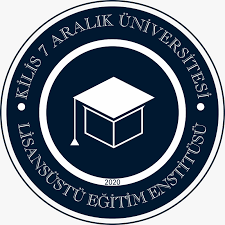 KİLİS 7 ARALIK ÜNİVERSİTESİ
LİSANSÜSTÜ EĞİTİM ENSTİTÜSÜ
2020